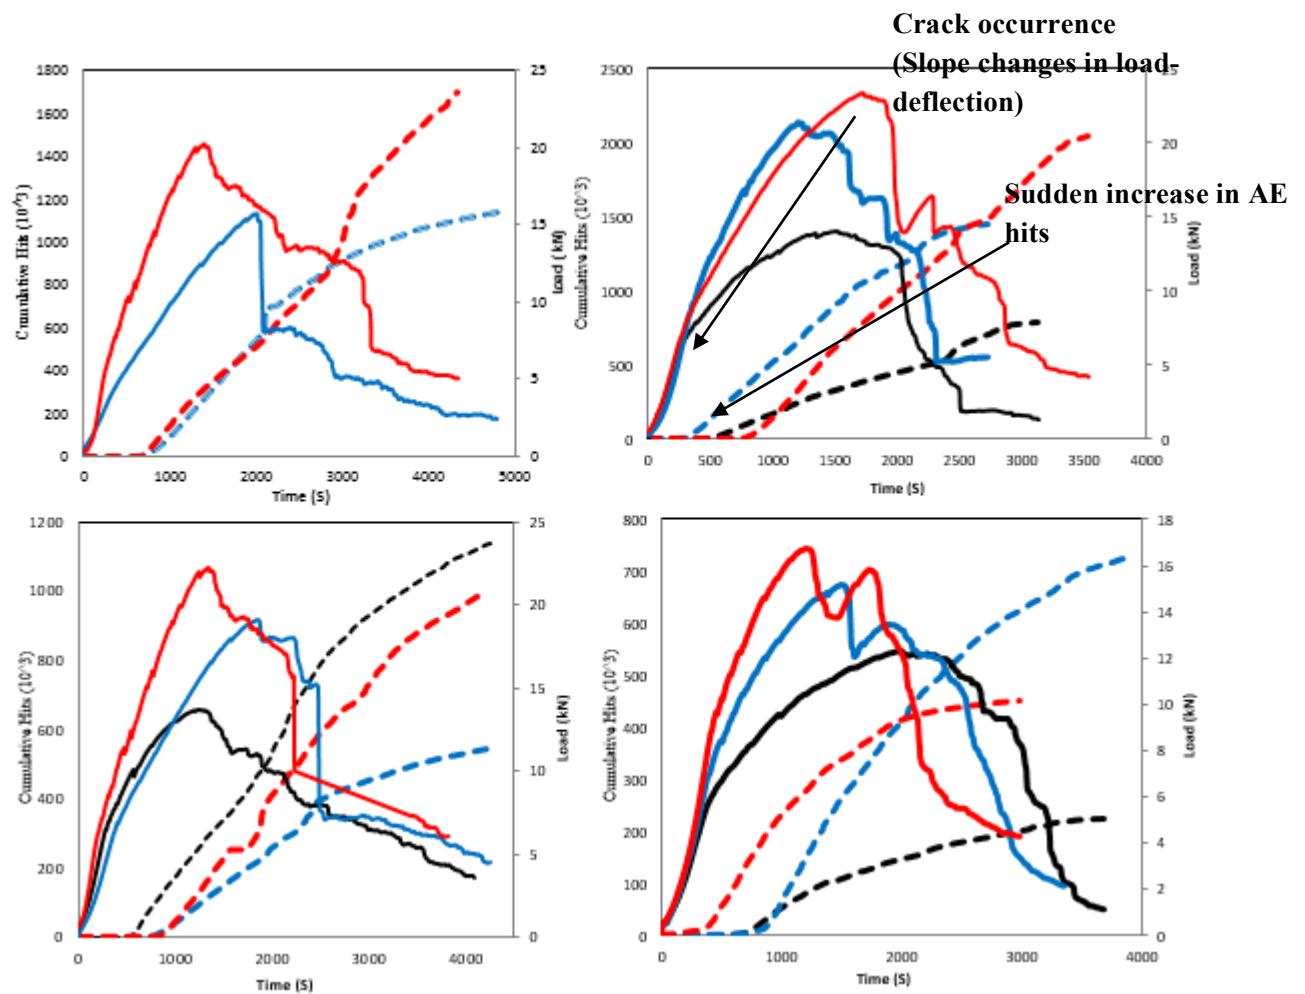 Crack occurrence
(Slope changes in load-
deflection)
Sudden increase in AE
hits
1800
1600
1400
1200
1000
800
600
400
200
0
Cumulative Hits (10^3)
25
20
15
10
5
0
Load (kN)
0 1000 2000 3000 4000 5000
Time (S)
2500
2000
1500
1000
500
0
Cumulative Hits (10^3)
25
20
15
10
5
0
Load (kN)
0 500 1000 1500 2000 2500 3000 3500 4000
Time (S)
1200
1000
800
600
400
200
0
Cumulative Hits (10^3)
25
20
15
10
5
0
Load (kN)
0 1000 2000 3000 4000
Time (S)
800
700
600
500
400
300
200
100
0
Cumulative Hits (10^3)
18
16
14
12
10
8
6
4
2
0
Load (kN)
0 1000 2000 3000 4000
Time (S)